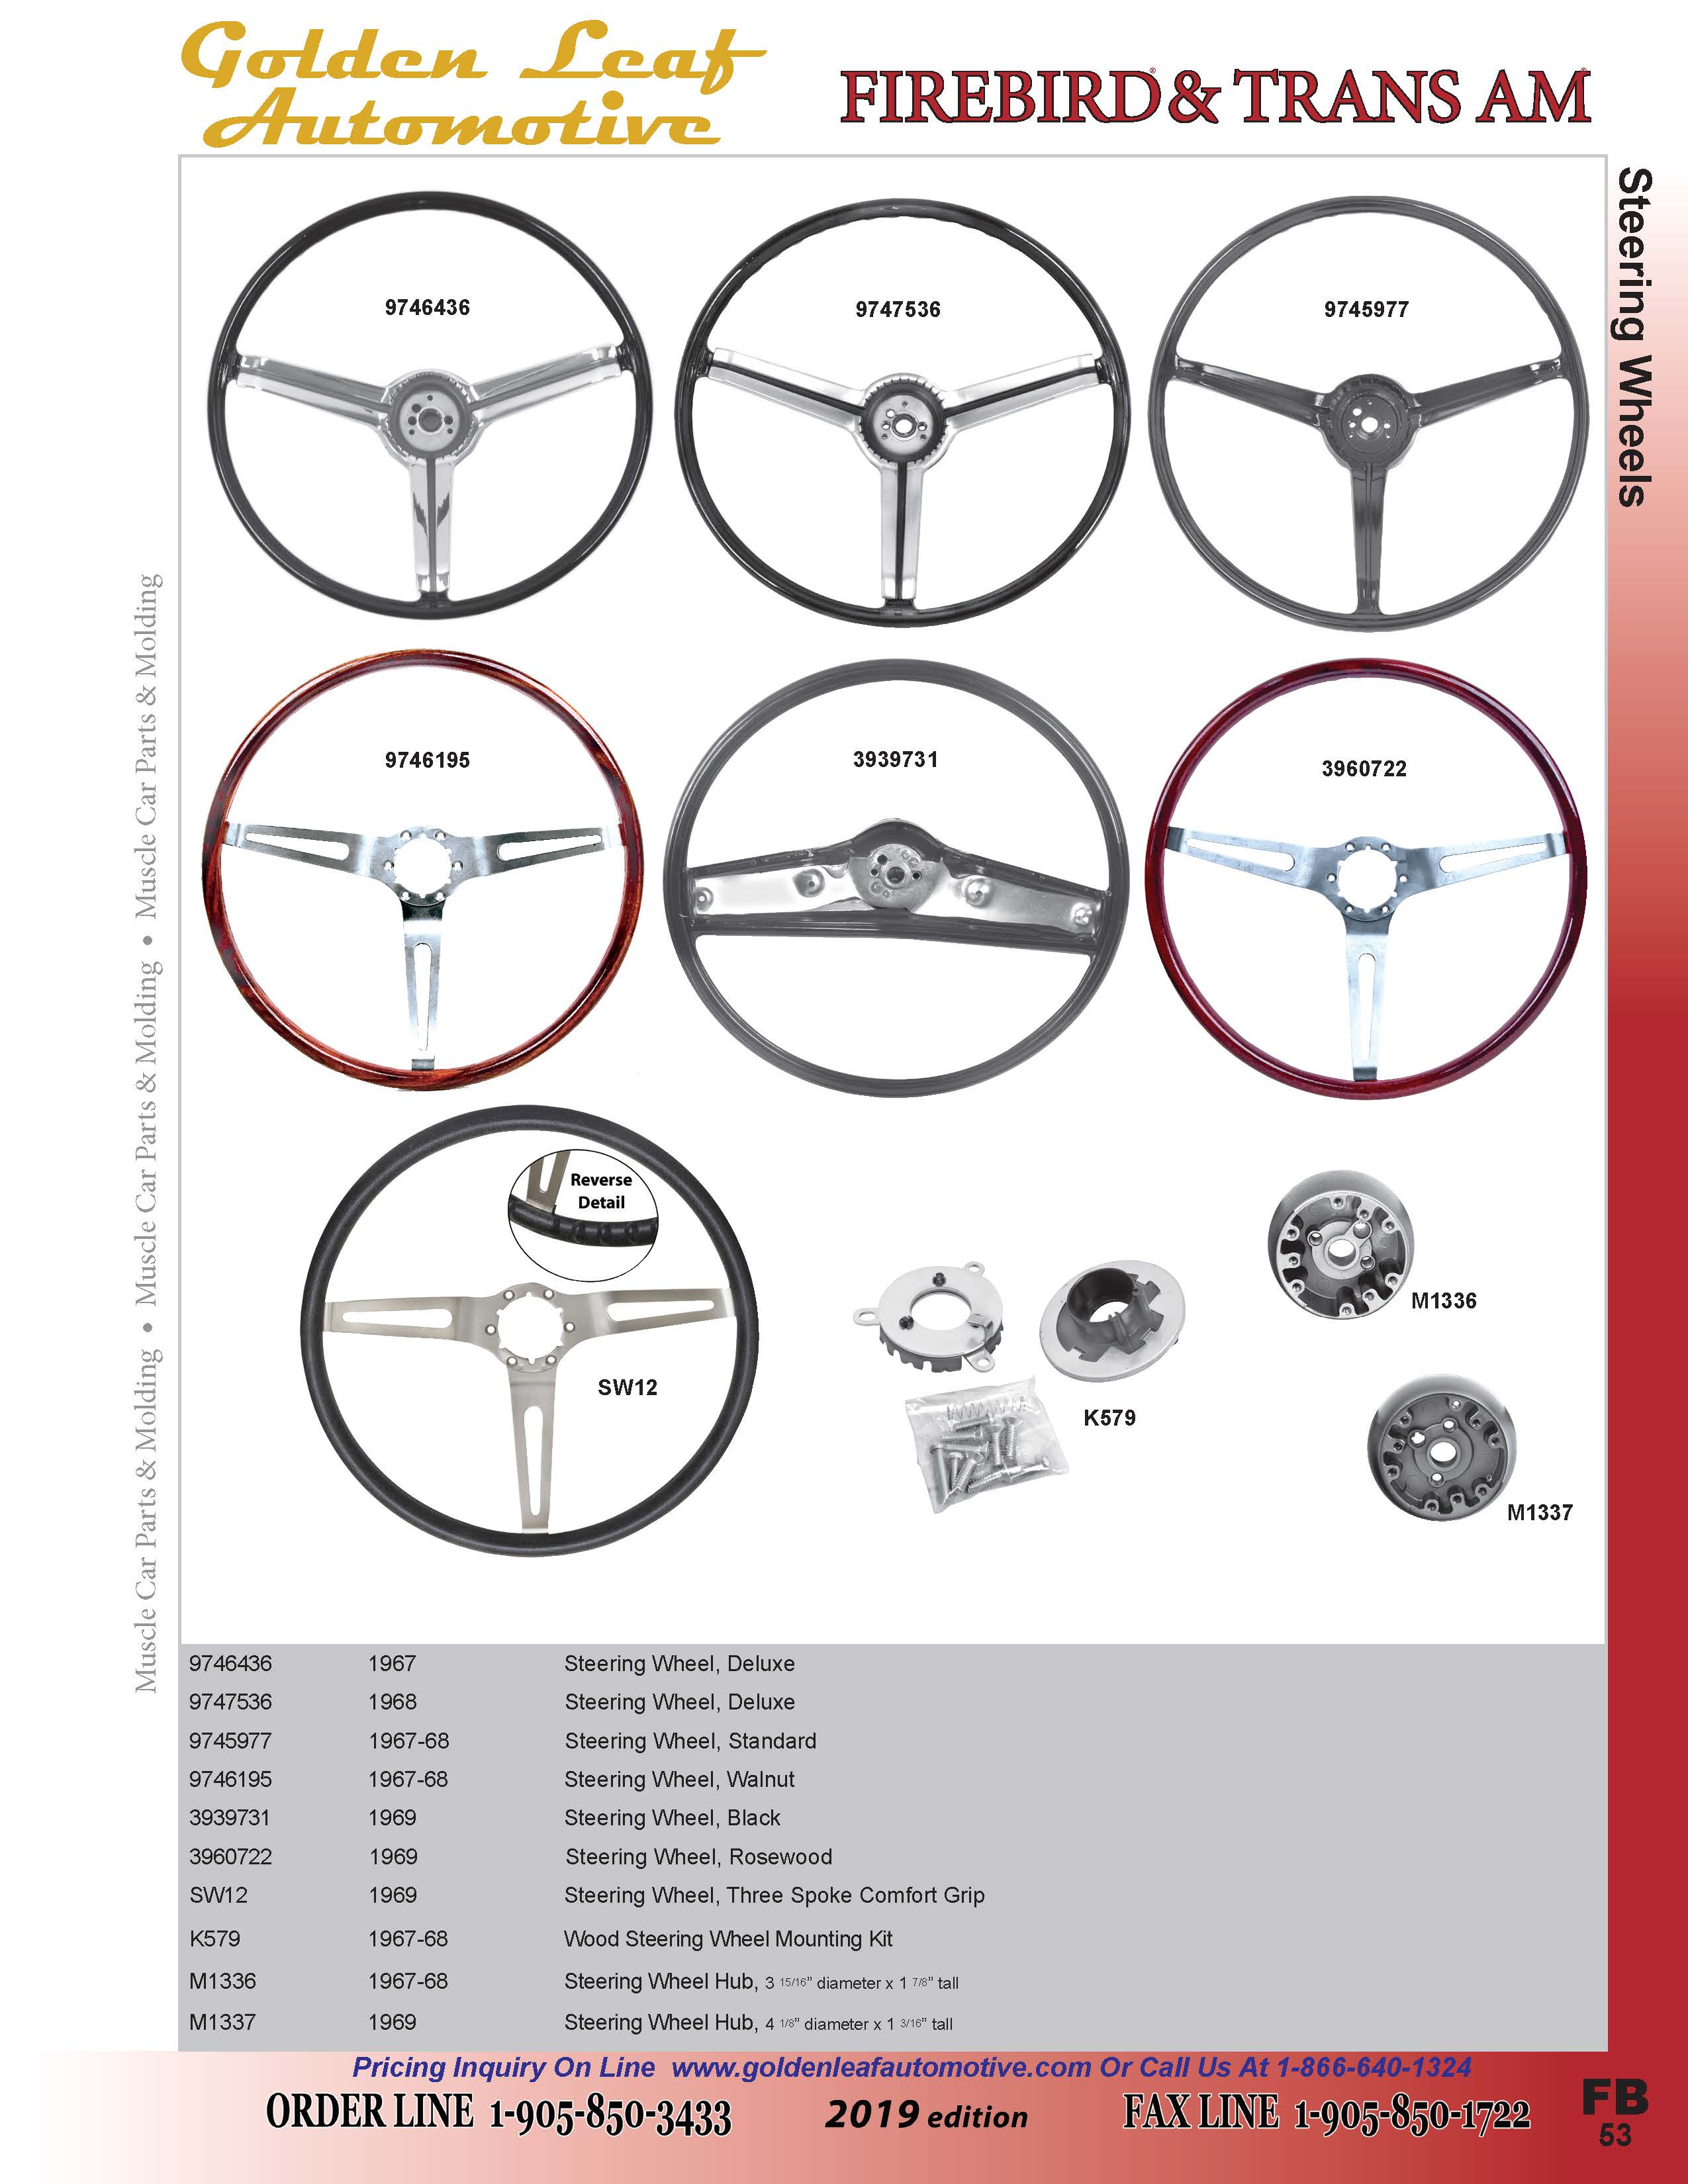 Golden Leaf
Automotive
FIREBIRD® & TRANS AM®
Steering Wheels
Muscle Car Parts & Molding • Muscle Car Parts & Molding • Muscle Car Parts & Molding
9746436
9747536
9745977
9746195
3939731
3960722
Reverse
Detail
SW12
K579
M1336
M1337
9746436 1967 Steering Wheel, Deluxe
9747536 1968 Steering Wheel, Deluxe
9745977 1967-68 Steering Wheel, Standard
9746195 1967-68 Steering Wheel, Walnut
3939731 1969 Steering Wheel, Black
3960722 1969 Steering Wheel, Rosewood
SW12 1969 Steering Wheel, Three Spoke Comfort Grip
K579 1967-68 Wood Steering Wheel Mounting Kit
M1336 1967-68 Steering Wheel Hub, 3 15/16” diameter x 1 7/8” tall
M1337 1969 Steering Wheel Hub, 4 1/8” diameter x 1 3/16” tall
Pricing Inquiry On Line www.goldenleafautomotive.com Or Call Us At 1-866-640-1324
ORDER LINE 1-905-850-3433
2019 edition
FAX LINE 1-905-850-1722
FB
53